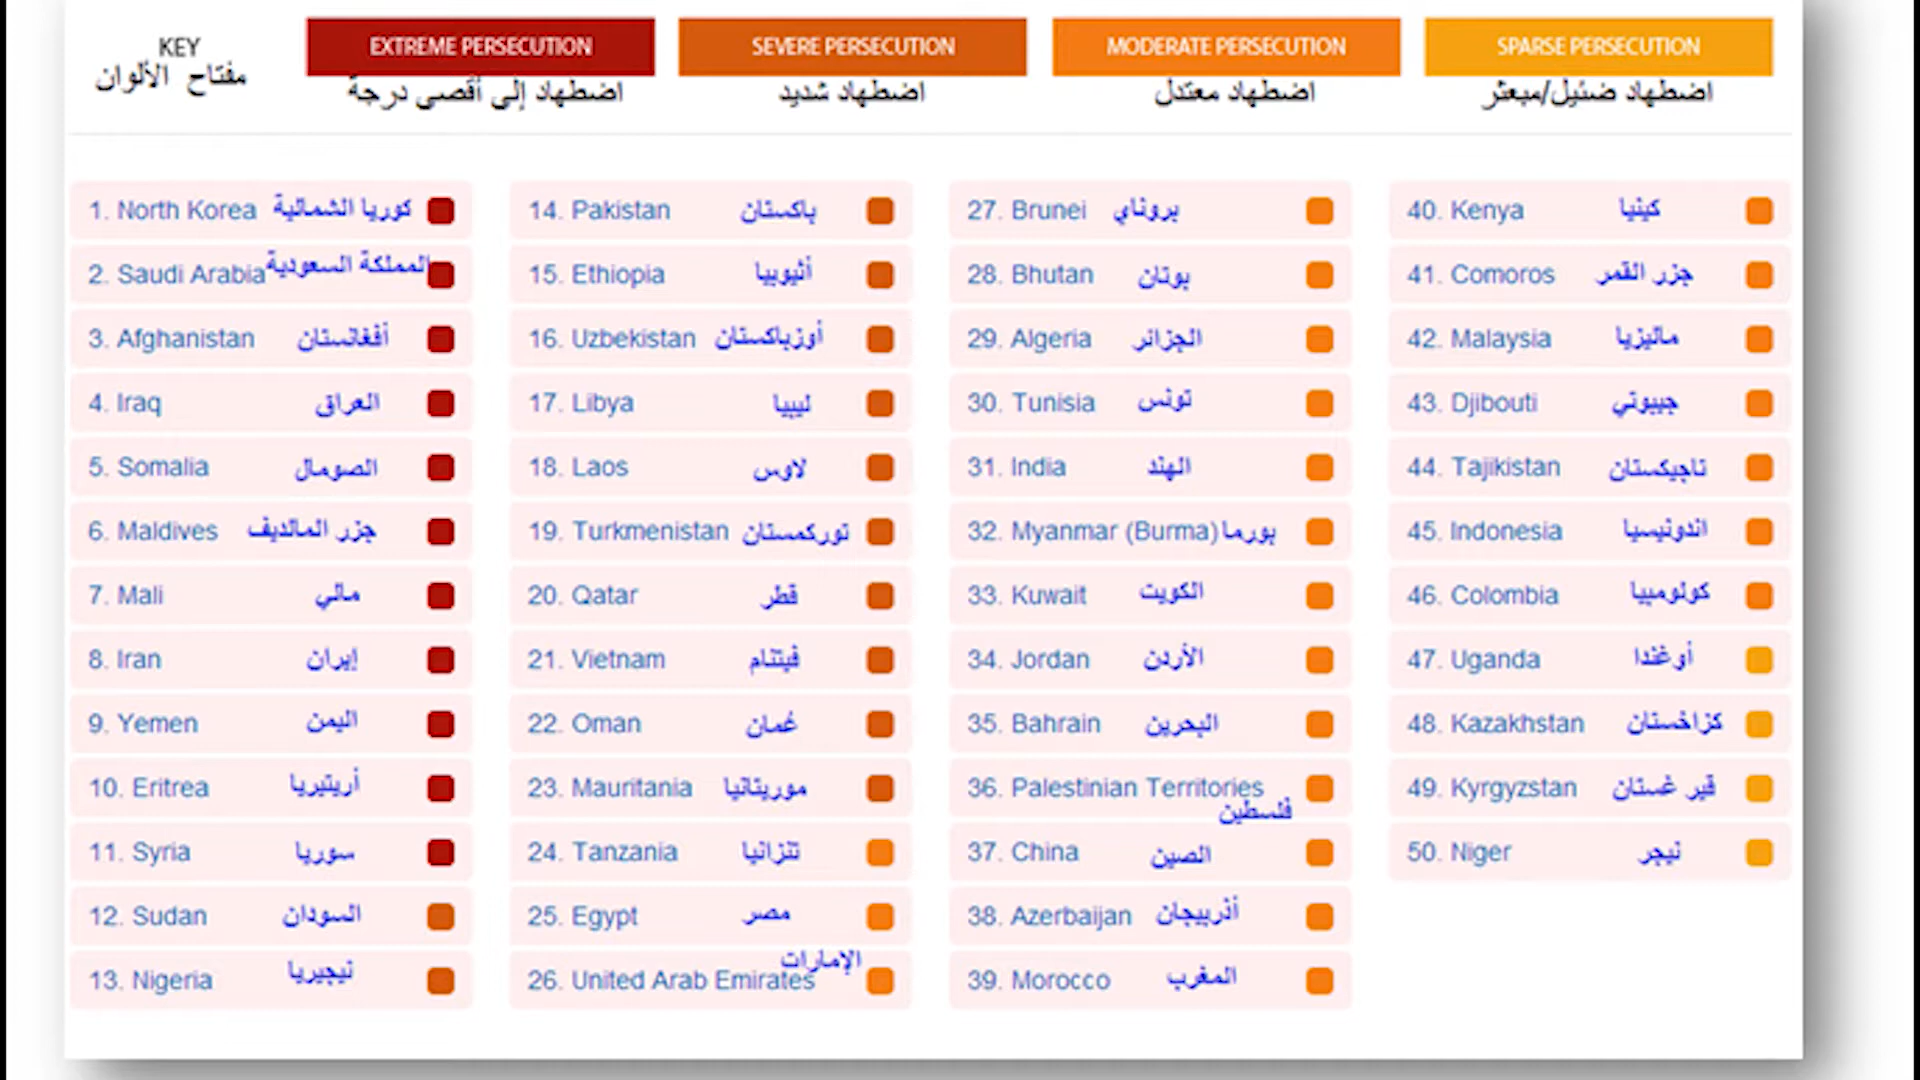 KEY
مفتاح الألوان
EXTREME PERSECUTION
اضطهاد إلى أقصى درجة
SEVERE PERSECUTION
اضطهاد شديد
MODERATE PERSECUTION
اضطهاد معتدل
SPARSE PERSECUTION
اضطهاد ضئيل/مبعثر
1. North Korea كوريا الشمالية
2. Saudi Arabia المملكة السعودية
3. Afghanistan أفغانستان
4. Iraq العراق
5. Somalia الصومال
6. Maldives جزر المالديف
7. Mali مالي
8. Iran إيران
9. Yemen اليمن
10. Eritrea أريتيريا
11. Syria سوريا
12. Sudan السودان
13. Nigeria نيجيريا
14. Pakistan باكستان
15. Ethiopia أثيوبيا
16. Uzbekistan أوزباكستان
17. Libya ليبيا
18. Laos لاوس
19. Turkmenistan توركمستان
20. Qatar قطر
21. Vietnam فيتنام
22. Oman عُمان
23. Mauritania موريتانيا
24. Tanzania تنزانيا
25. Egypt مصر
26. United Arab Emirates الإمارات
27. Brunei بروناي
28. Bhutan بوتان
29. Algeria الجزائر
30. Tunisia تونس
31. India الهند
32. Myanmar (Burma) بورما
33. Kuwait الكويت
34. Jordan الأردن
35. Bahrain البحرين
36. Palestinian Territories فلسطين
37. China الصين
38. Azerbaijan أذربيجان
39. Morocco المغرب
40. Kenya كينيا
41. Comoros جزر القمر
42. Malaysia ماليزيا
43. Djibouti جيبوتي
44. Tajikistan تاجيكستان
45. Indonesia اندونيسيا
46. Colombia كولومبيا
47. Uganda أوغندا
48. Kazakhstan كزاخستان
49. Kyrgyzstan قير غستان
50. Niger نيجر